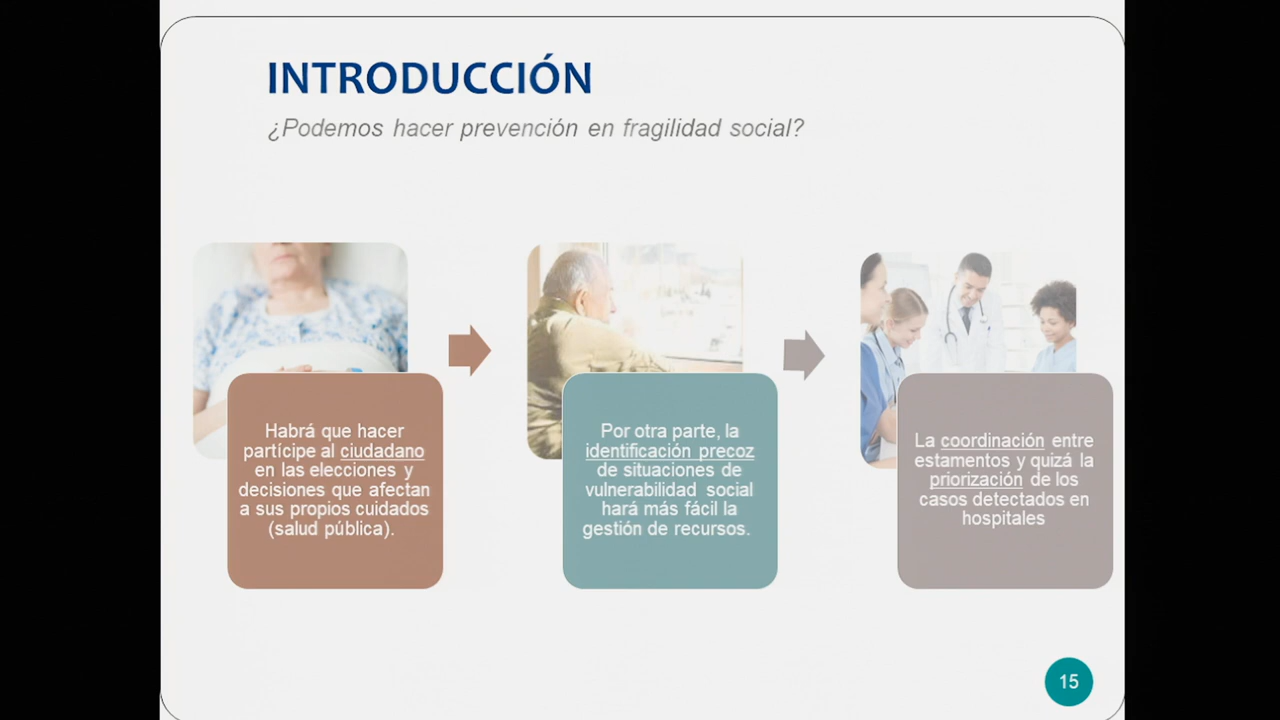 INTRODUCCIÓN
¿Podemos hacer prevención en fragilidad social?
Habrá que hacer
partícipe al ciudadano
en las elecciones y
decisiones que afectan
a sus propios cuidados
(salud pública).
Por otra parte, la
identificación precoz
de situaciones de
vulnerabilidad social
hará más fácil la
gestión de recursos.
La coordinación entre
estamentos y quizá la
priorización de los
casos detectados en
hospitales
15